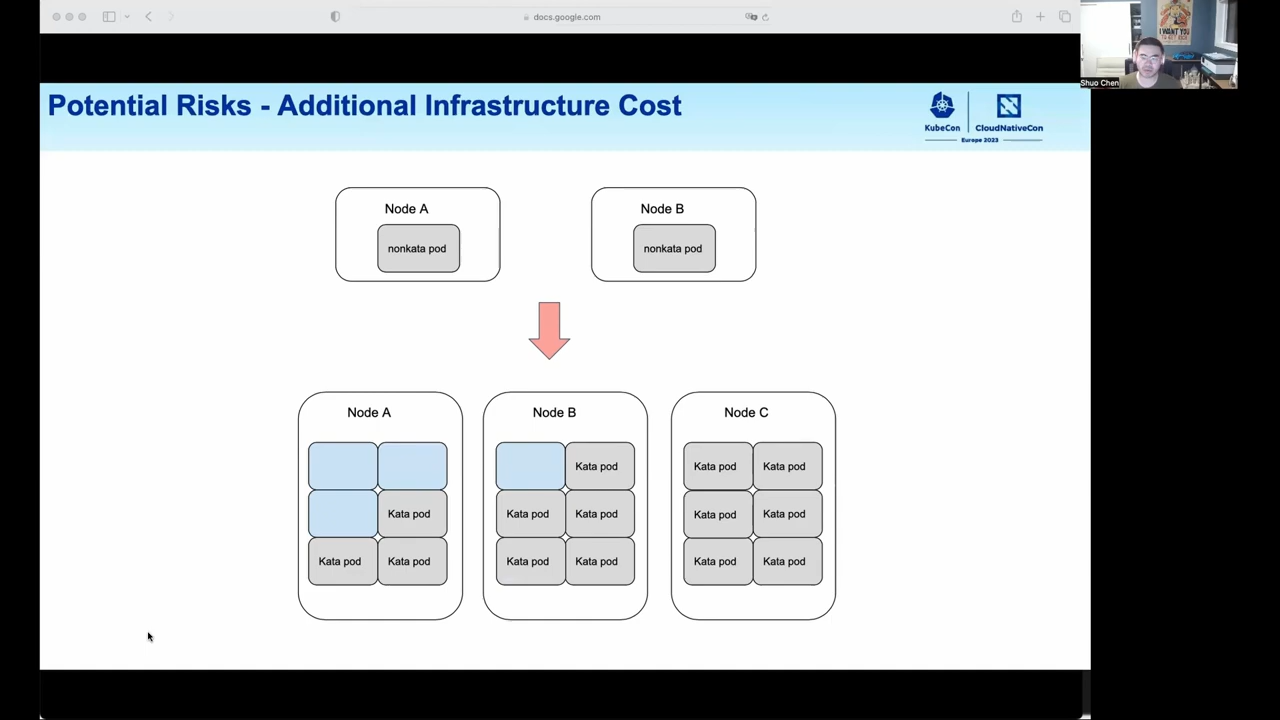 docs.google.com
I WANT YOU
Shuo Chen
Potential Risks - Additional Infrastructure Cost
KubeCon
CloudNativeCon
Europe 2023
Node A
Node B
nonkata pod
nonkata pod
Node A
Node B
Node C
Kata pod
Kata pod
Kata pod
Kata pod
Kata pod
Kata pod
Kata pod
Kata pod
Kata pod
Kata pod
Kata pod
Kata pod
Kata pod
Kata pod